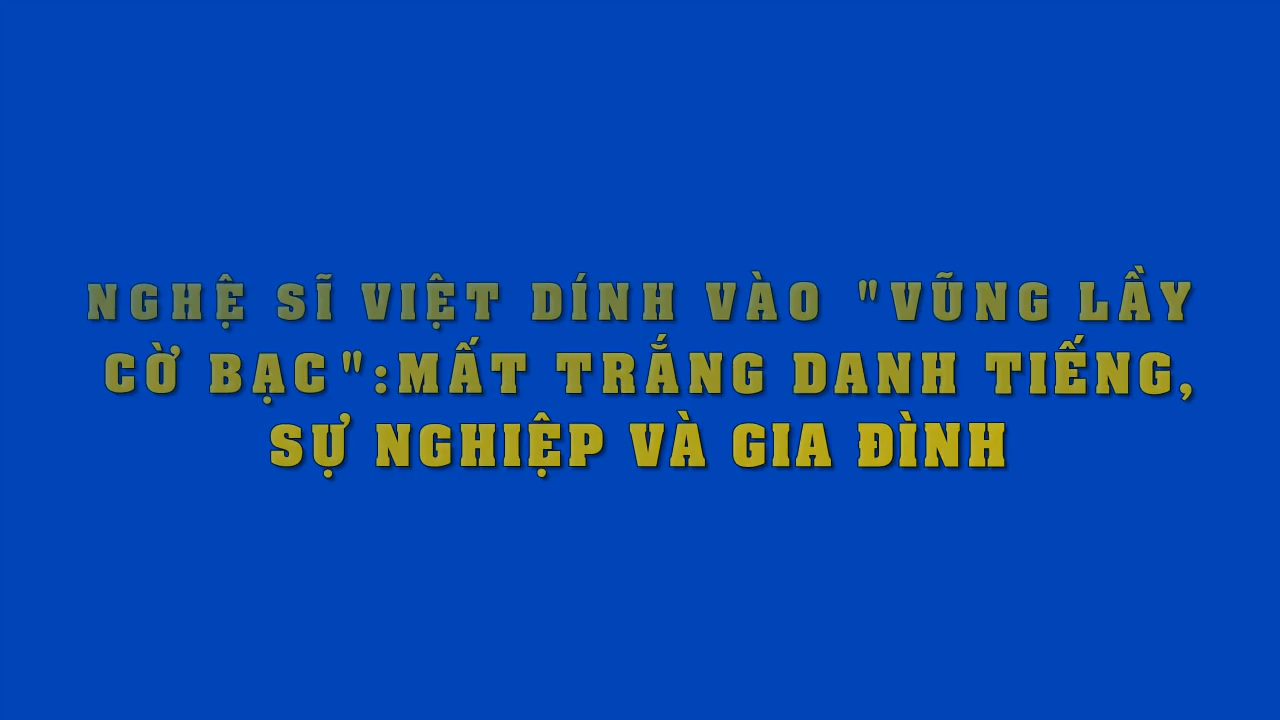 NGHỆ SĨ VIỆT DÍNH VÀO "VŨNG LẦY
CỜ BẠC":MẤT TRẮNG DANH TIẾNG,
SỰ NGHIỆP VÀ GIA ĐÌNH